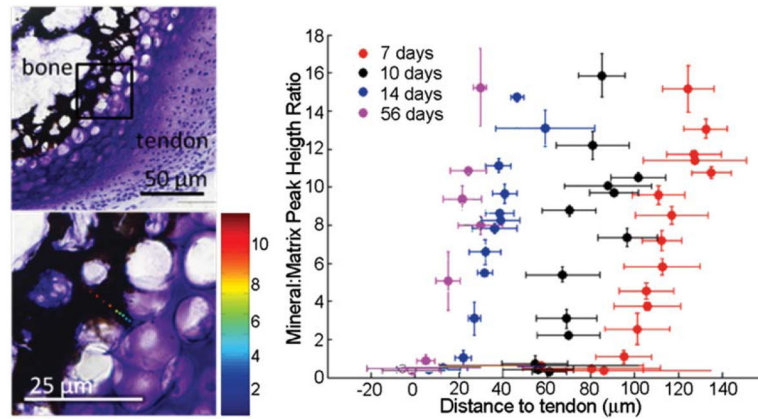 bone
tendon
50 µm
25 µm
10
8
6
4
2
Mineral:Matrix Peak Heigth Ratio
18
16
14
12
10
8
6
4
2
0
7 days
10 days
14 days
56 days
-20 0 20 40 60 80 100 120 140
Distance to tendon (µm)